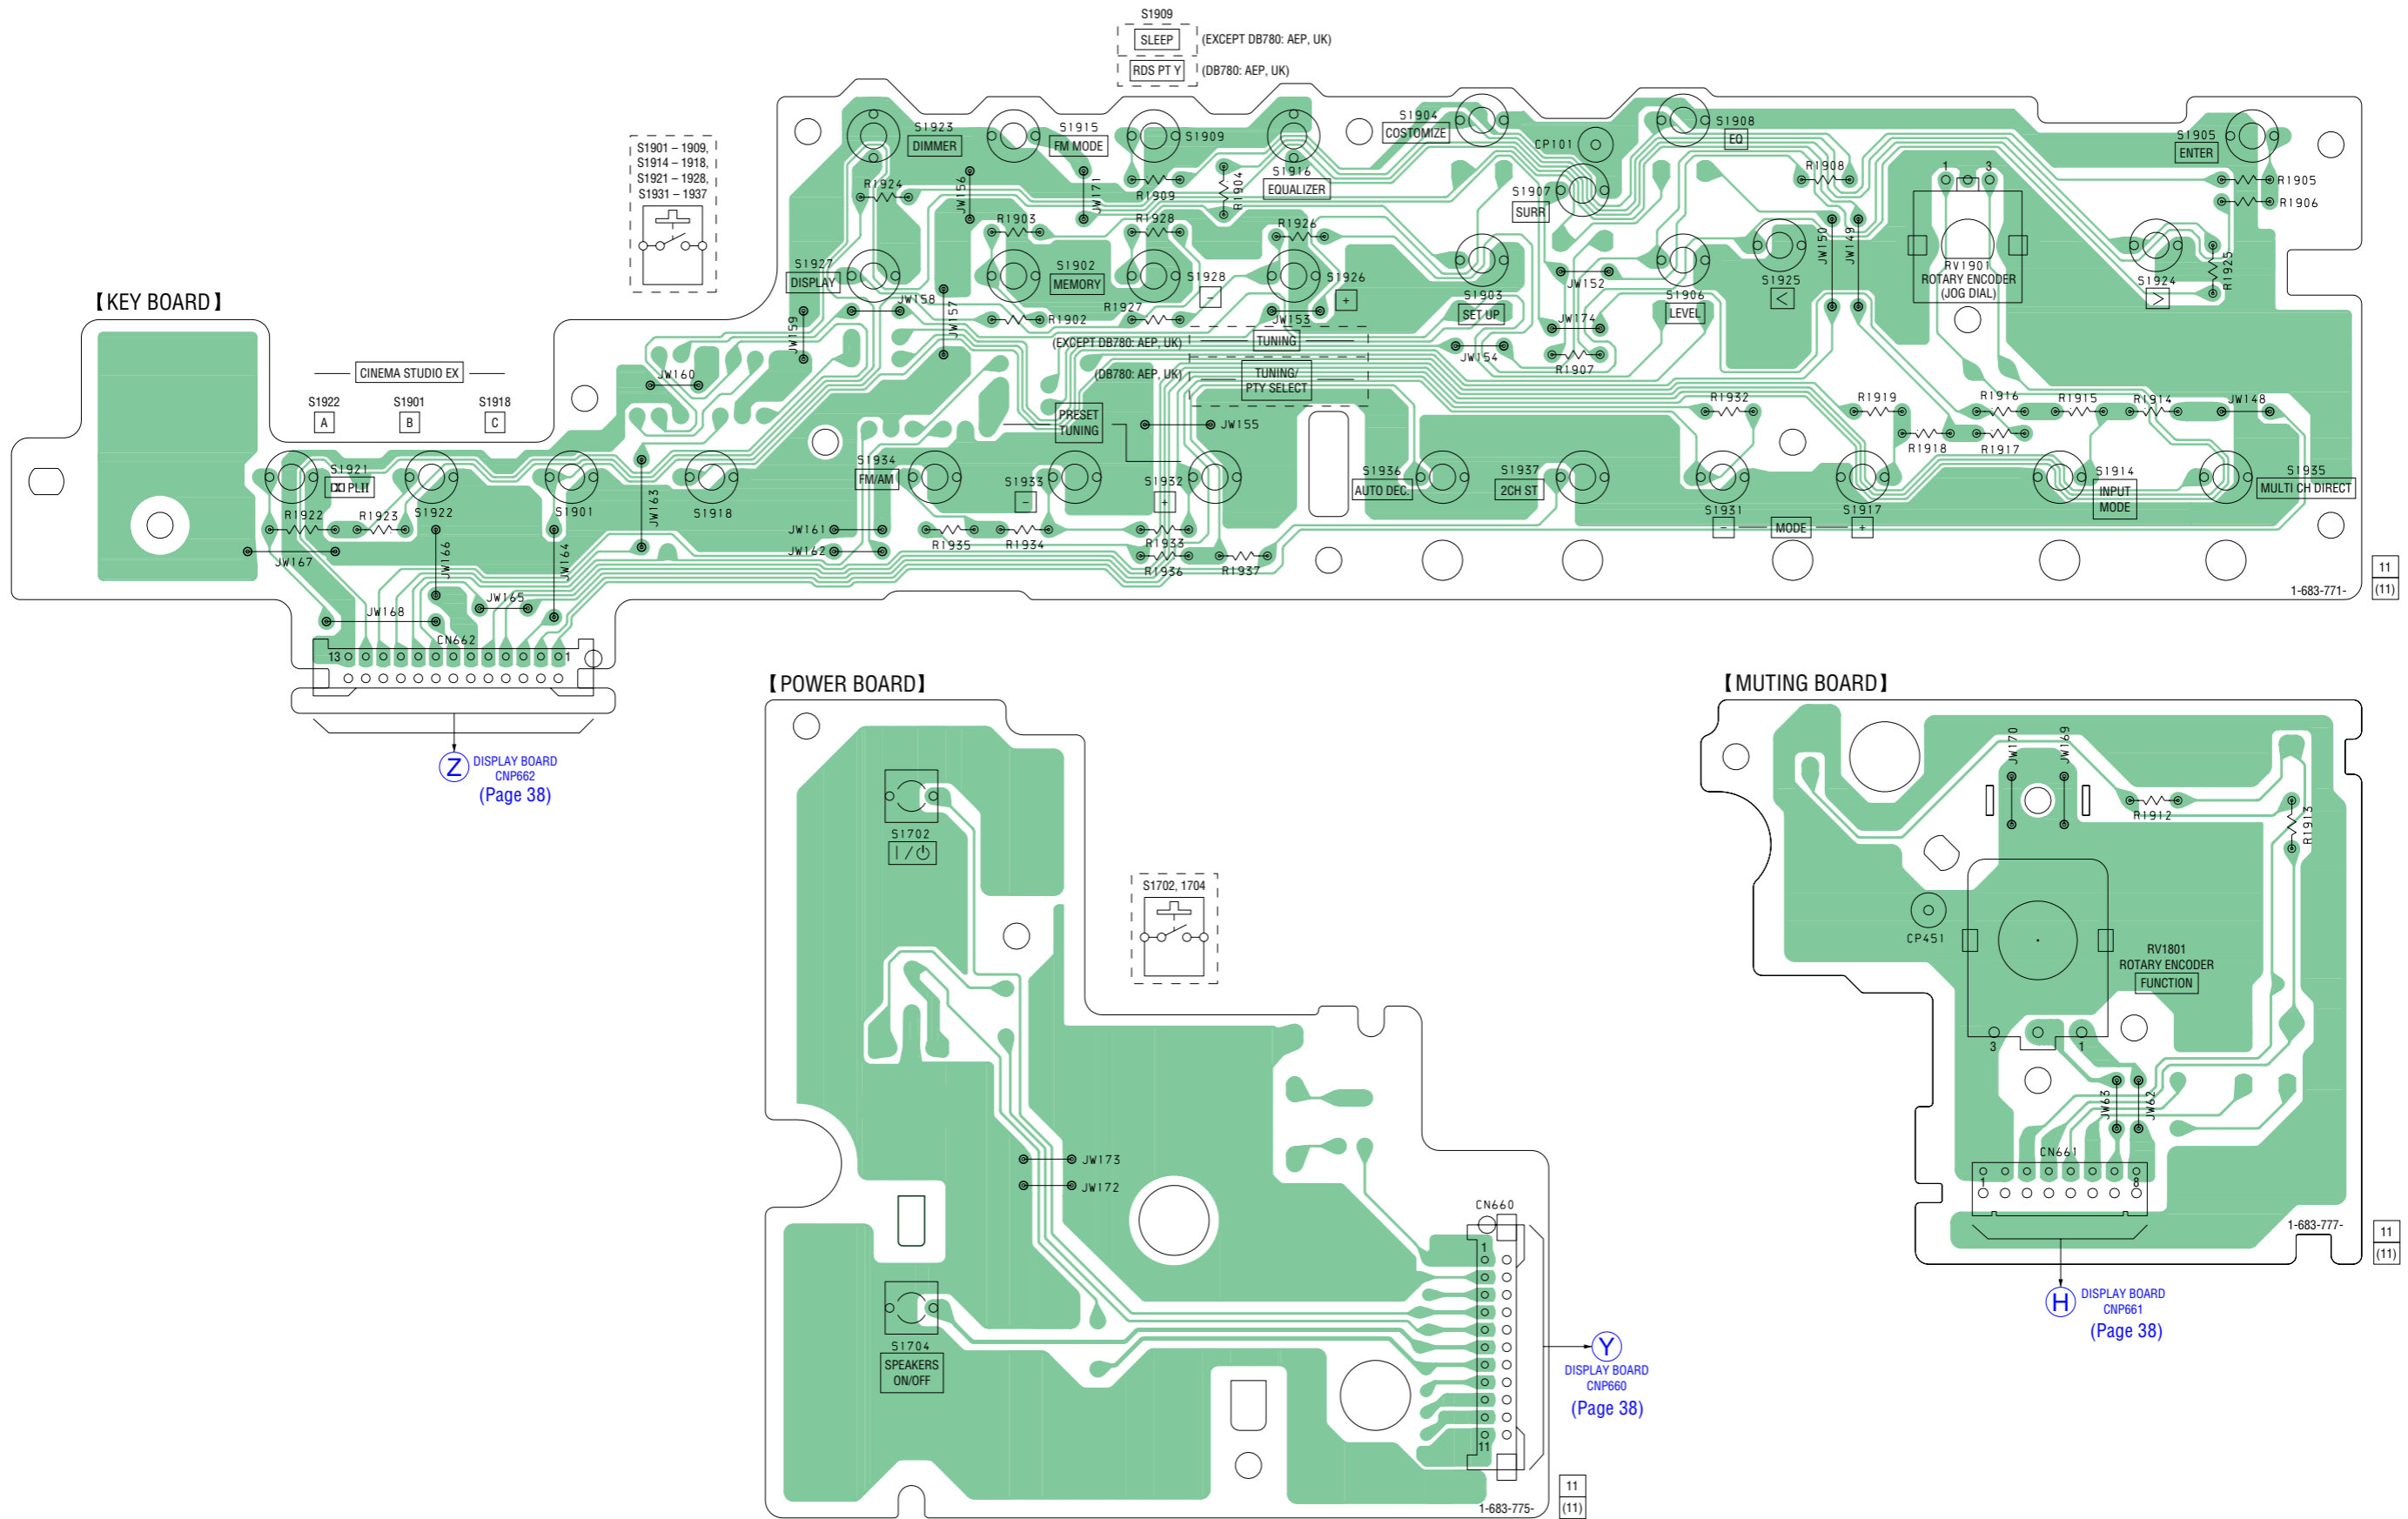 S1909
SLEEP (EXCEPT DB780: AEP, UK)
RDS PT Y (DB780: AEP, UK)
S1901 – 1909,
S1914 – 1918,
S1921 – 1928,
S1931 – 1937
【KEY BOARD】
S1923
DIMMER
S1915
FM MODE
S1909
S1916
EQUALIZER
S1904
COSTOMIZE
CP101
S1908
EQ
S1905
ENTER
R1924
JW156
JW171
R1909
R1904
S1907
SURR
R1908
1 3
R1905
R1906
R1903
R1928
R1926
JW150
JW149
RV1901
ROTARY ENCODER
(JOG DIAL)
R1925
S1927
DISPLAY
S1902
MEMORY
S1928
–
S1926
+
S1903
SET UP
JW152
S1906
LEVEL
S1925
<
S1924
>
JW158
JW157
JW159
R1902
R1927
JW153
JW174
JW154
R1907
(EXCEPT DB780: AEP, UK) TUNING
(DB780: AEP, UK) TUNING/
PTY SELECT
CINEMA STUDIO EX
JW160
S1922
A
S1901
B
S1918
C
PRESET
TUNING
JW155
R1932
R1919
R1916
R1915
R1914
JW148
R1918
R1917
S1921
PLII
S1922
S1901
JW163
S1918
S1934
FM/AM
S1933
–
S1932
+
S1936
AUTO DEC.
S1937
2CH ST
S1931
–
MODE
S1917
+
S1914
INPUT
MODE
S1935
MULTI CH DIRECT
R1922
R1923
JW167
JW166
JW164
JW161
JW162
R1935
R1934
R1933
R1936
R1937
JW168
JW165
CN662
13 1
1-683-771-
11
(11)
Z DISPLAY BOARD
CNP662
(Page 38)
【POWER BOARD】
S1702
I / ⏻
S1702, 1704
JW173
JW172
CN660
1
11
S1704
SPEAKERS
ON/OFF
Y
DISPLAY BOARD
CNP660
(Page 38)
1-683-775-
11
(11)
【MUTING BOARD】
JW170
JW169
R1912
R1913
CP451
RV1801
ROTARY ENCODER
FUNCTION
3 1
JW63
JW62
CN661
1 8
1-683-777-
11
(11)
H DISPLAY BOARD
CNP661
(Page 38)